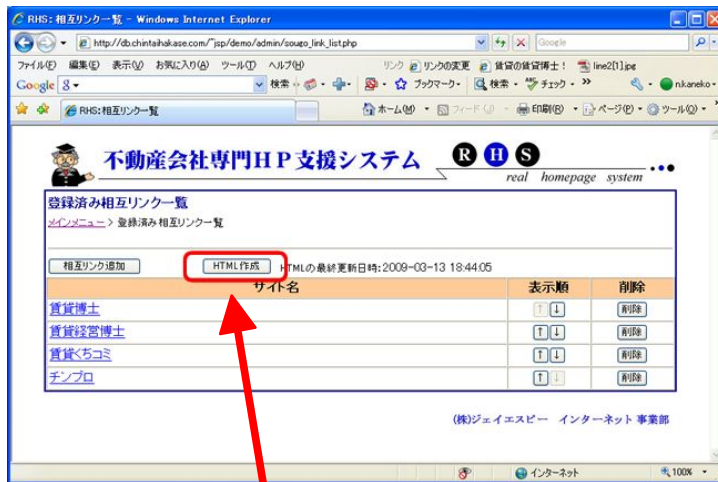 RHS: 相互リンク一覧 - Windows Internet Explorer
http://db.chintaihakase.com/~jsp/demo/admin/sougo_link_list.php
Google
ファイル(F) 編集(E) 表示(V) お気に入り(A) ツール(T) ヘルプ(H) リンク リンクの変更 賃貸の賃貸博士! line2[1].jpg
Google 検索 ブックマーク チェック nkaneko
RHS:相互リンク一覧 ホーム(M) フィード(J) 印刷(R) ページ(P) ツール(O)
不動産会社専門HP支援システム RHS
real homepage system
登録済み相互リンク一覧
メインメニュー > 登録済み相互リンク一覧
相互リンク追加 HTML作成 HTMLの最終更新日時:2009-03-13 18:44:05
サイト名 表示順 削除
賃貸博士 ↑ ↓ 削除
賃貸経営博士 ↑ ↓ 削除
賃貸くちコミ ↑ ↓ 削除
チンプロ ↑ ↓ 削除
(株)ジェイエスピー インターネット事業部
インターネット 100%